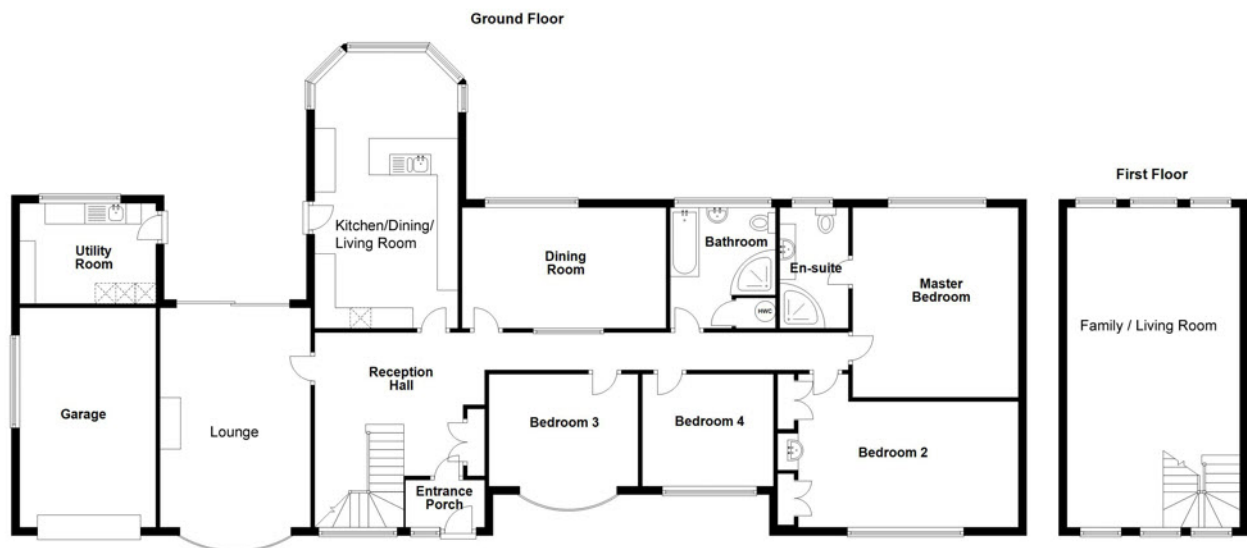 Ground Floor
First Floor
Kitchen/Dining/
Living Room
Utility
Room
Dining
Room
Bathroom
En-suite
HWC
Master
Bedroom
Family / Living Room
Reception
Hall
Garage
Lounge
Bedroom 3
Bedroom 4
Bedroom 2
Entrance
Porch